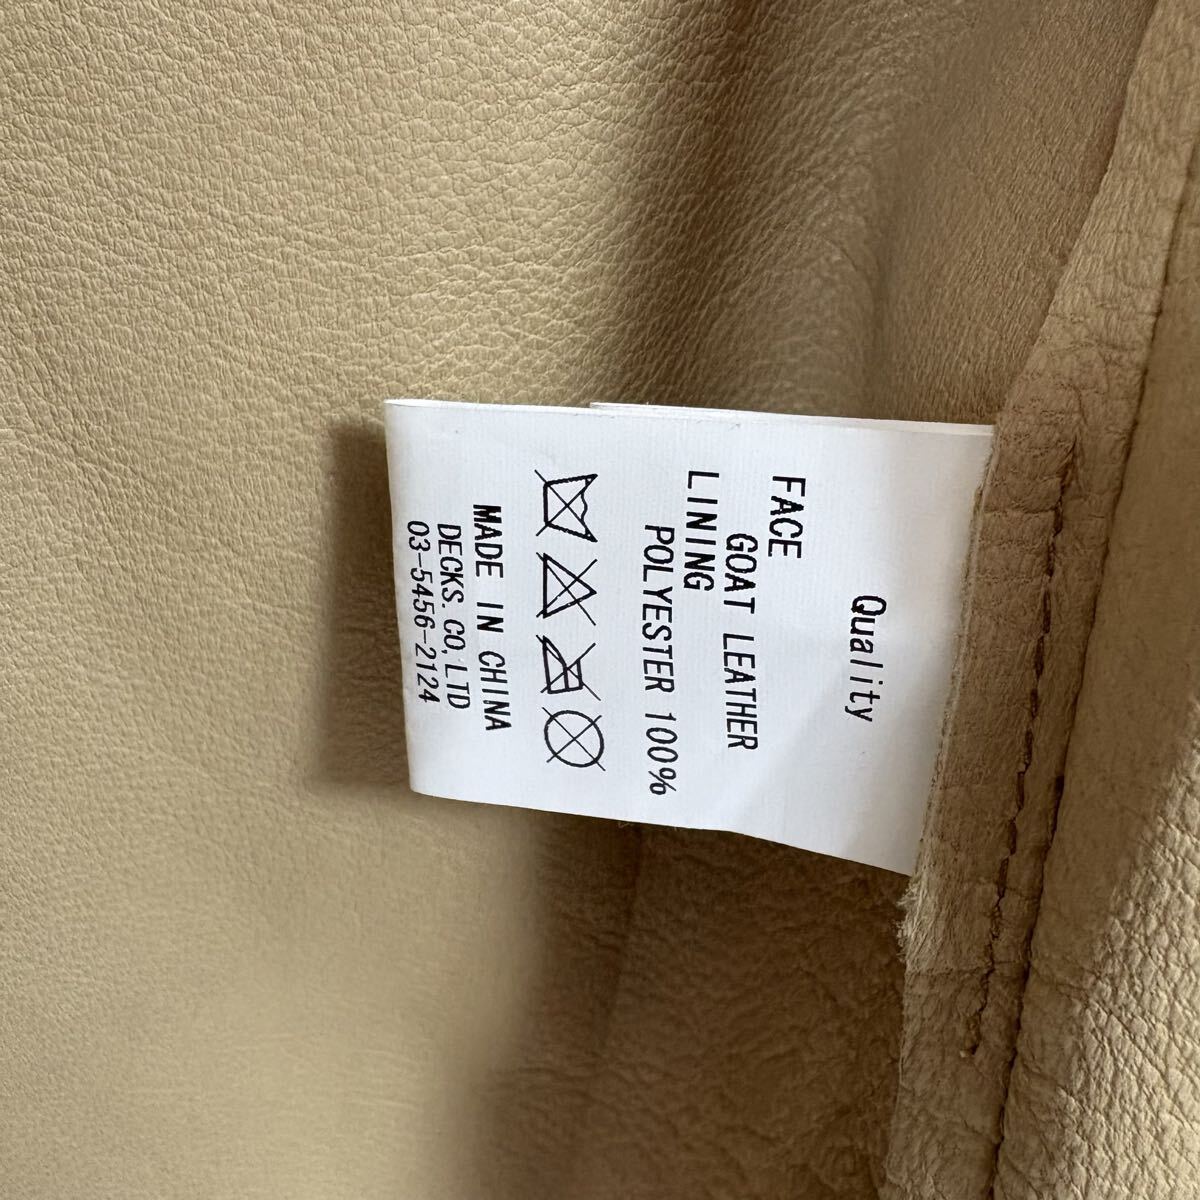 Quality
FACE
GOAT LEATHER
LINING
POLYESTER 100%
MADE IN CHINA
DECKS. CO, LTD
03-5456-2124